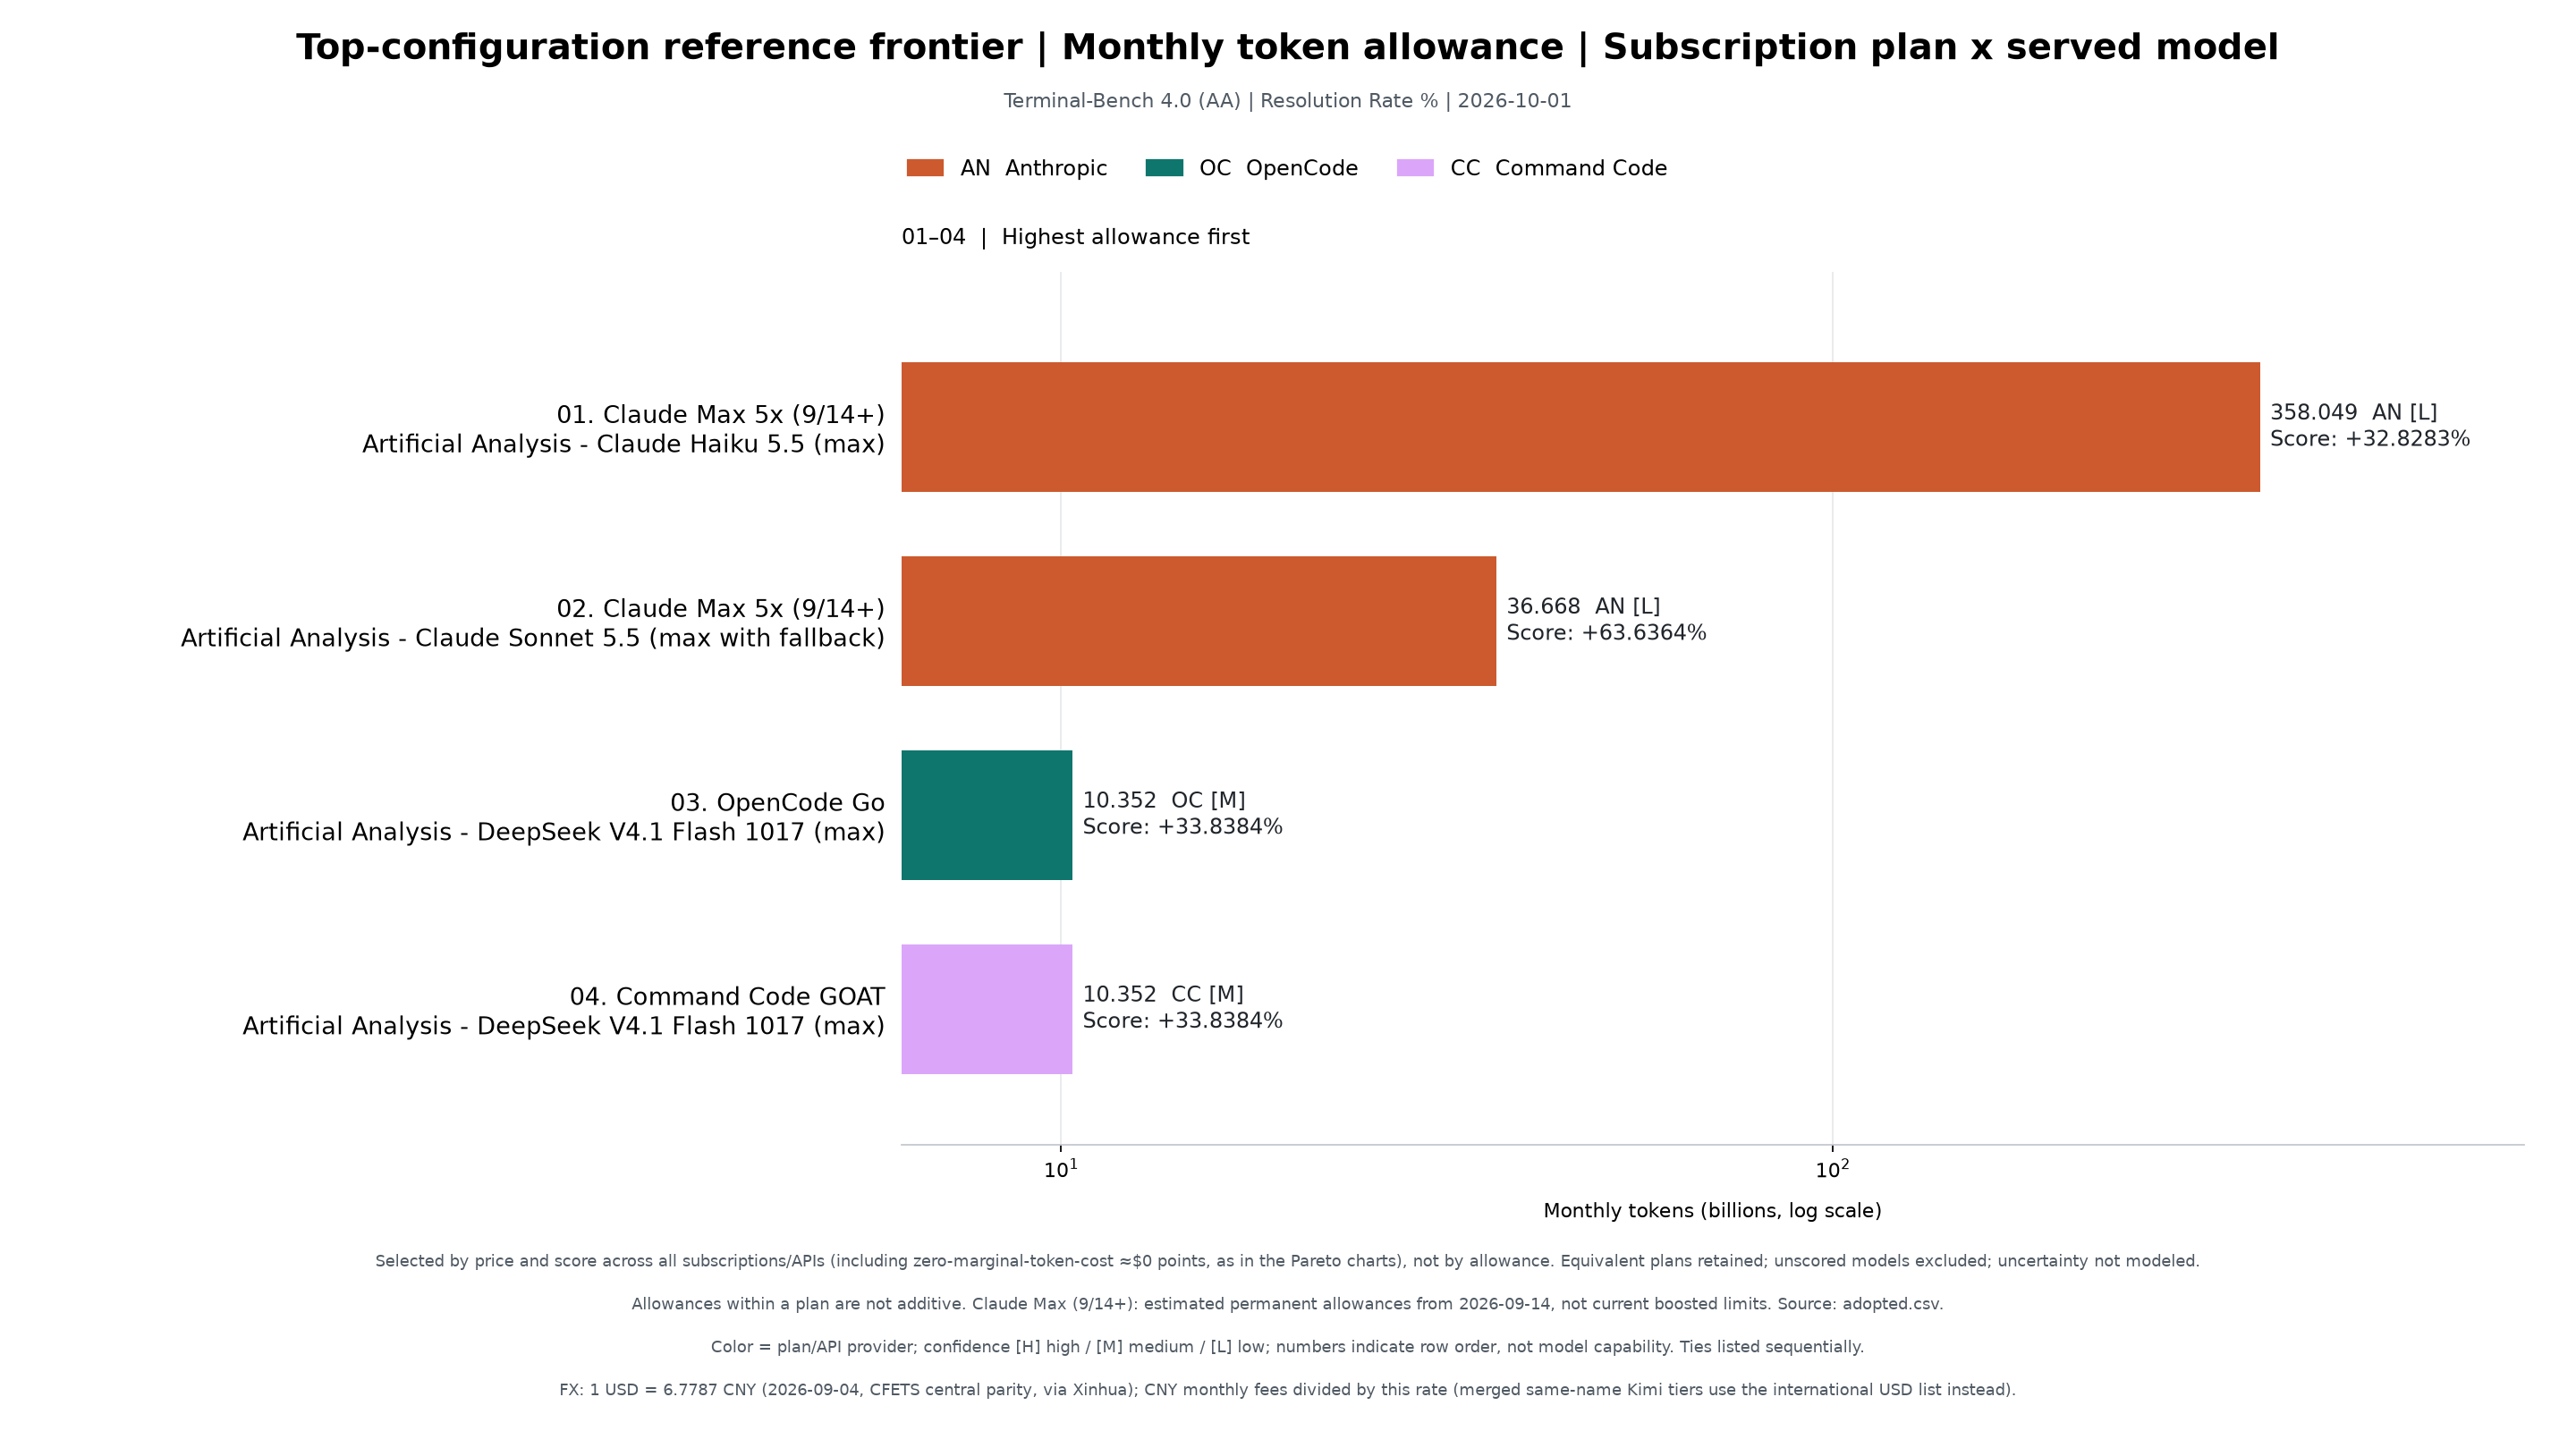 Top-configuration reference frontier | Monthly token allowance | Subscription plan x served model
Terminal-Bench 4.0 (AA) | Resolution Rate % | 2026-10-01
AN Anthropic OC OpenCode CC Command Code
01–04 | Highest allowance first
01. Claude Max 5x (9/14+)
Artificial Analysis - Claude Haiku 5.5 (max)
358.049 AN [L]
Score: +32.8283%
02. Claude Max 5x (9/14+)
Artificial Analysis - Claude Sonnet 5.5 (max with fallback)
36.668 AN [L]
Score: +63.6364%
03. OpenCode Go
Artificial Analysis - DeepSeek V4.1 Flash 1017 (max)
10.352 OC [M]
Score: +33.8384%
04. Command Code GOAT
Artificial Analysis - DeepSeek V4.1 Flash 1017 (max)
10.352 CC [M]
Score: +33.8384%
10¹ 10²
Monthly tokens (billions, log scale)
Selected by price and score across all subscriptions/APIs (including zero-marginal-token-cost ≈$0 points, as in the Pareto charts), not by allowance. Equivalent plans retained; unscored models excluded; uncertainty not modeled.
Allowances within a plan are not additive. Claude Max (9/14+): estimated permanent allowances from 2026-09-14, not current boosted limits. Source: adopted.csv.
Color = plan/API provider; confidence [H] high / [M] medium / [L] low; numbers indicate row order, not model capability. Ties listed sequentially.
FX: 1 USD = 6.7787 CNY (2026-09-04, CFETS central parity, via Xinhua); CNY monthly fees divided by this rate (merged same-name Kimi tiers use the international USD list instead).